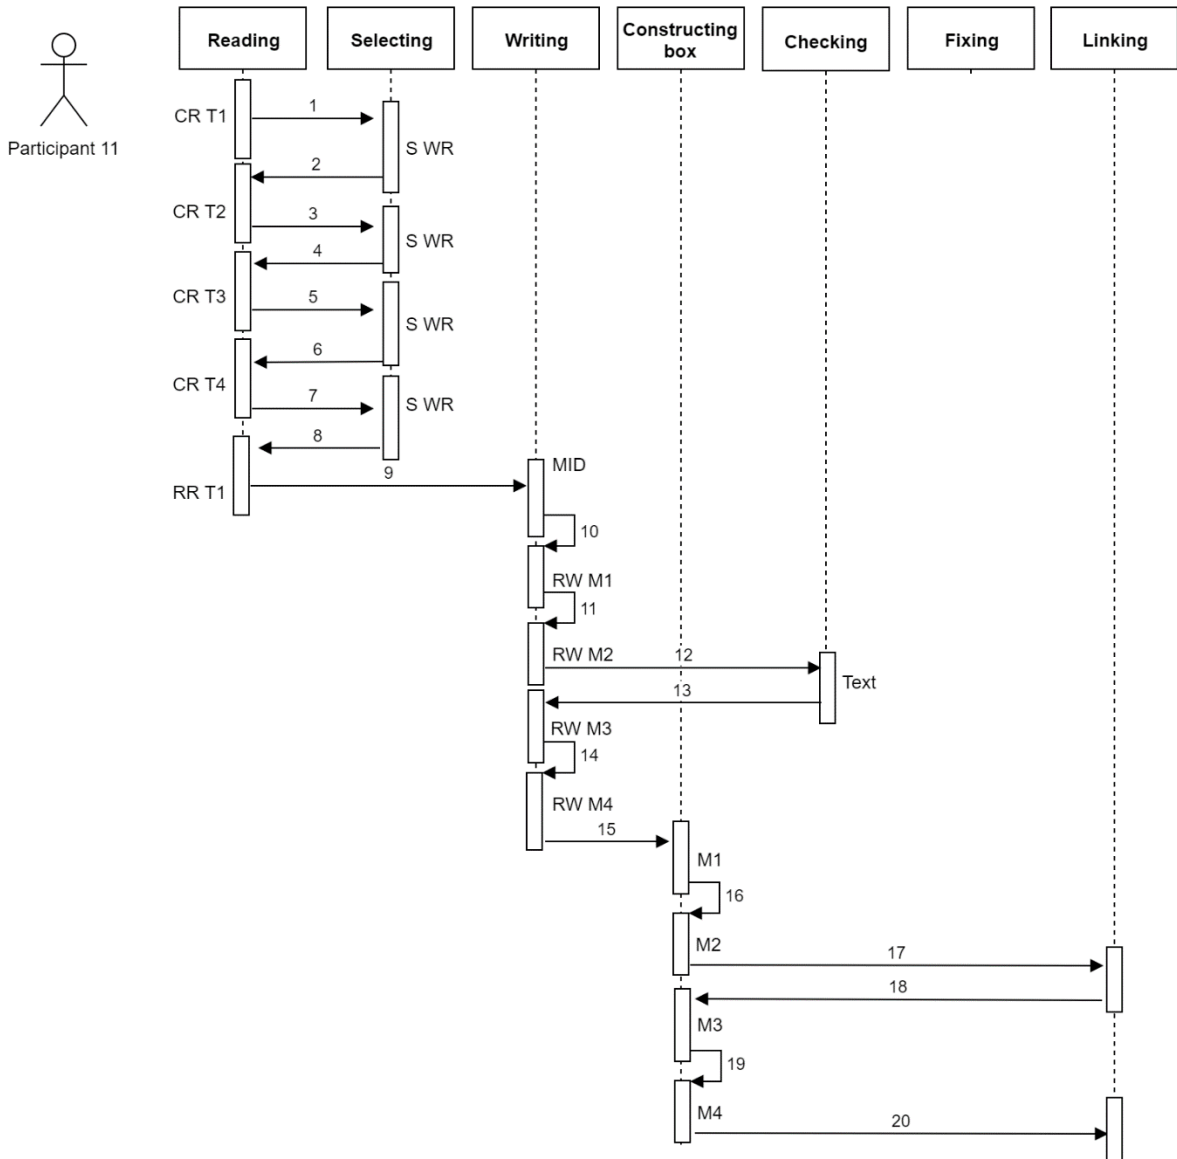 Reading
Selecting
Writing
Constructing
box
Checking
Fixing
Linking
Participant 11
CR T1
1
S WR
2
CR T2
3
S WR
4
CR T3
5
S WR
6
CR T4
7
S WR
8
RR T1
9
MID
10
RW M1
11
RW M2
12
Text
13
RW M3
14
RW M4
15
M1
16
M2
17
18
M3
19
M4
20